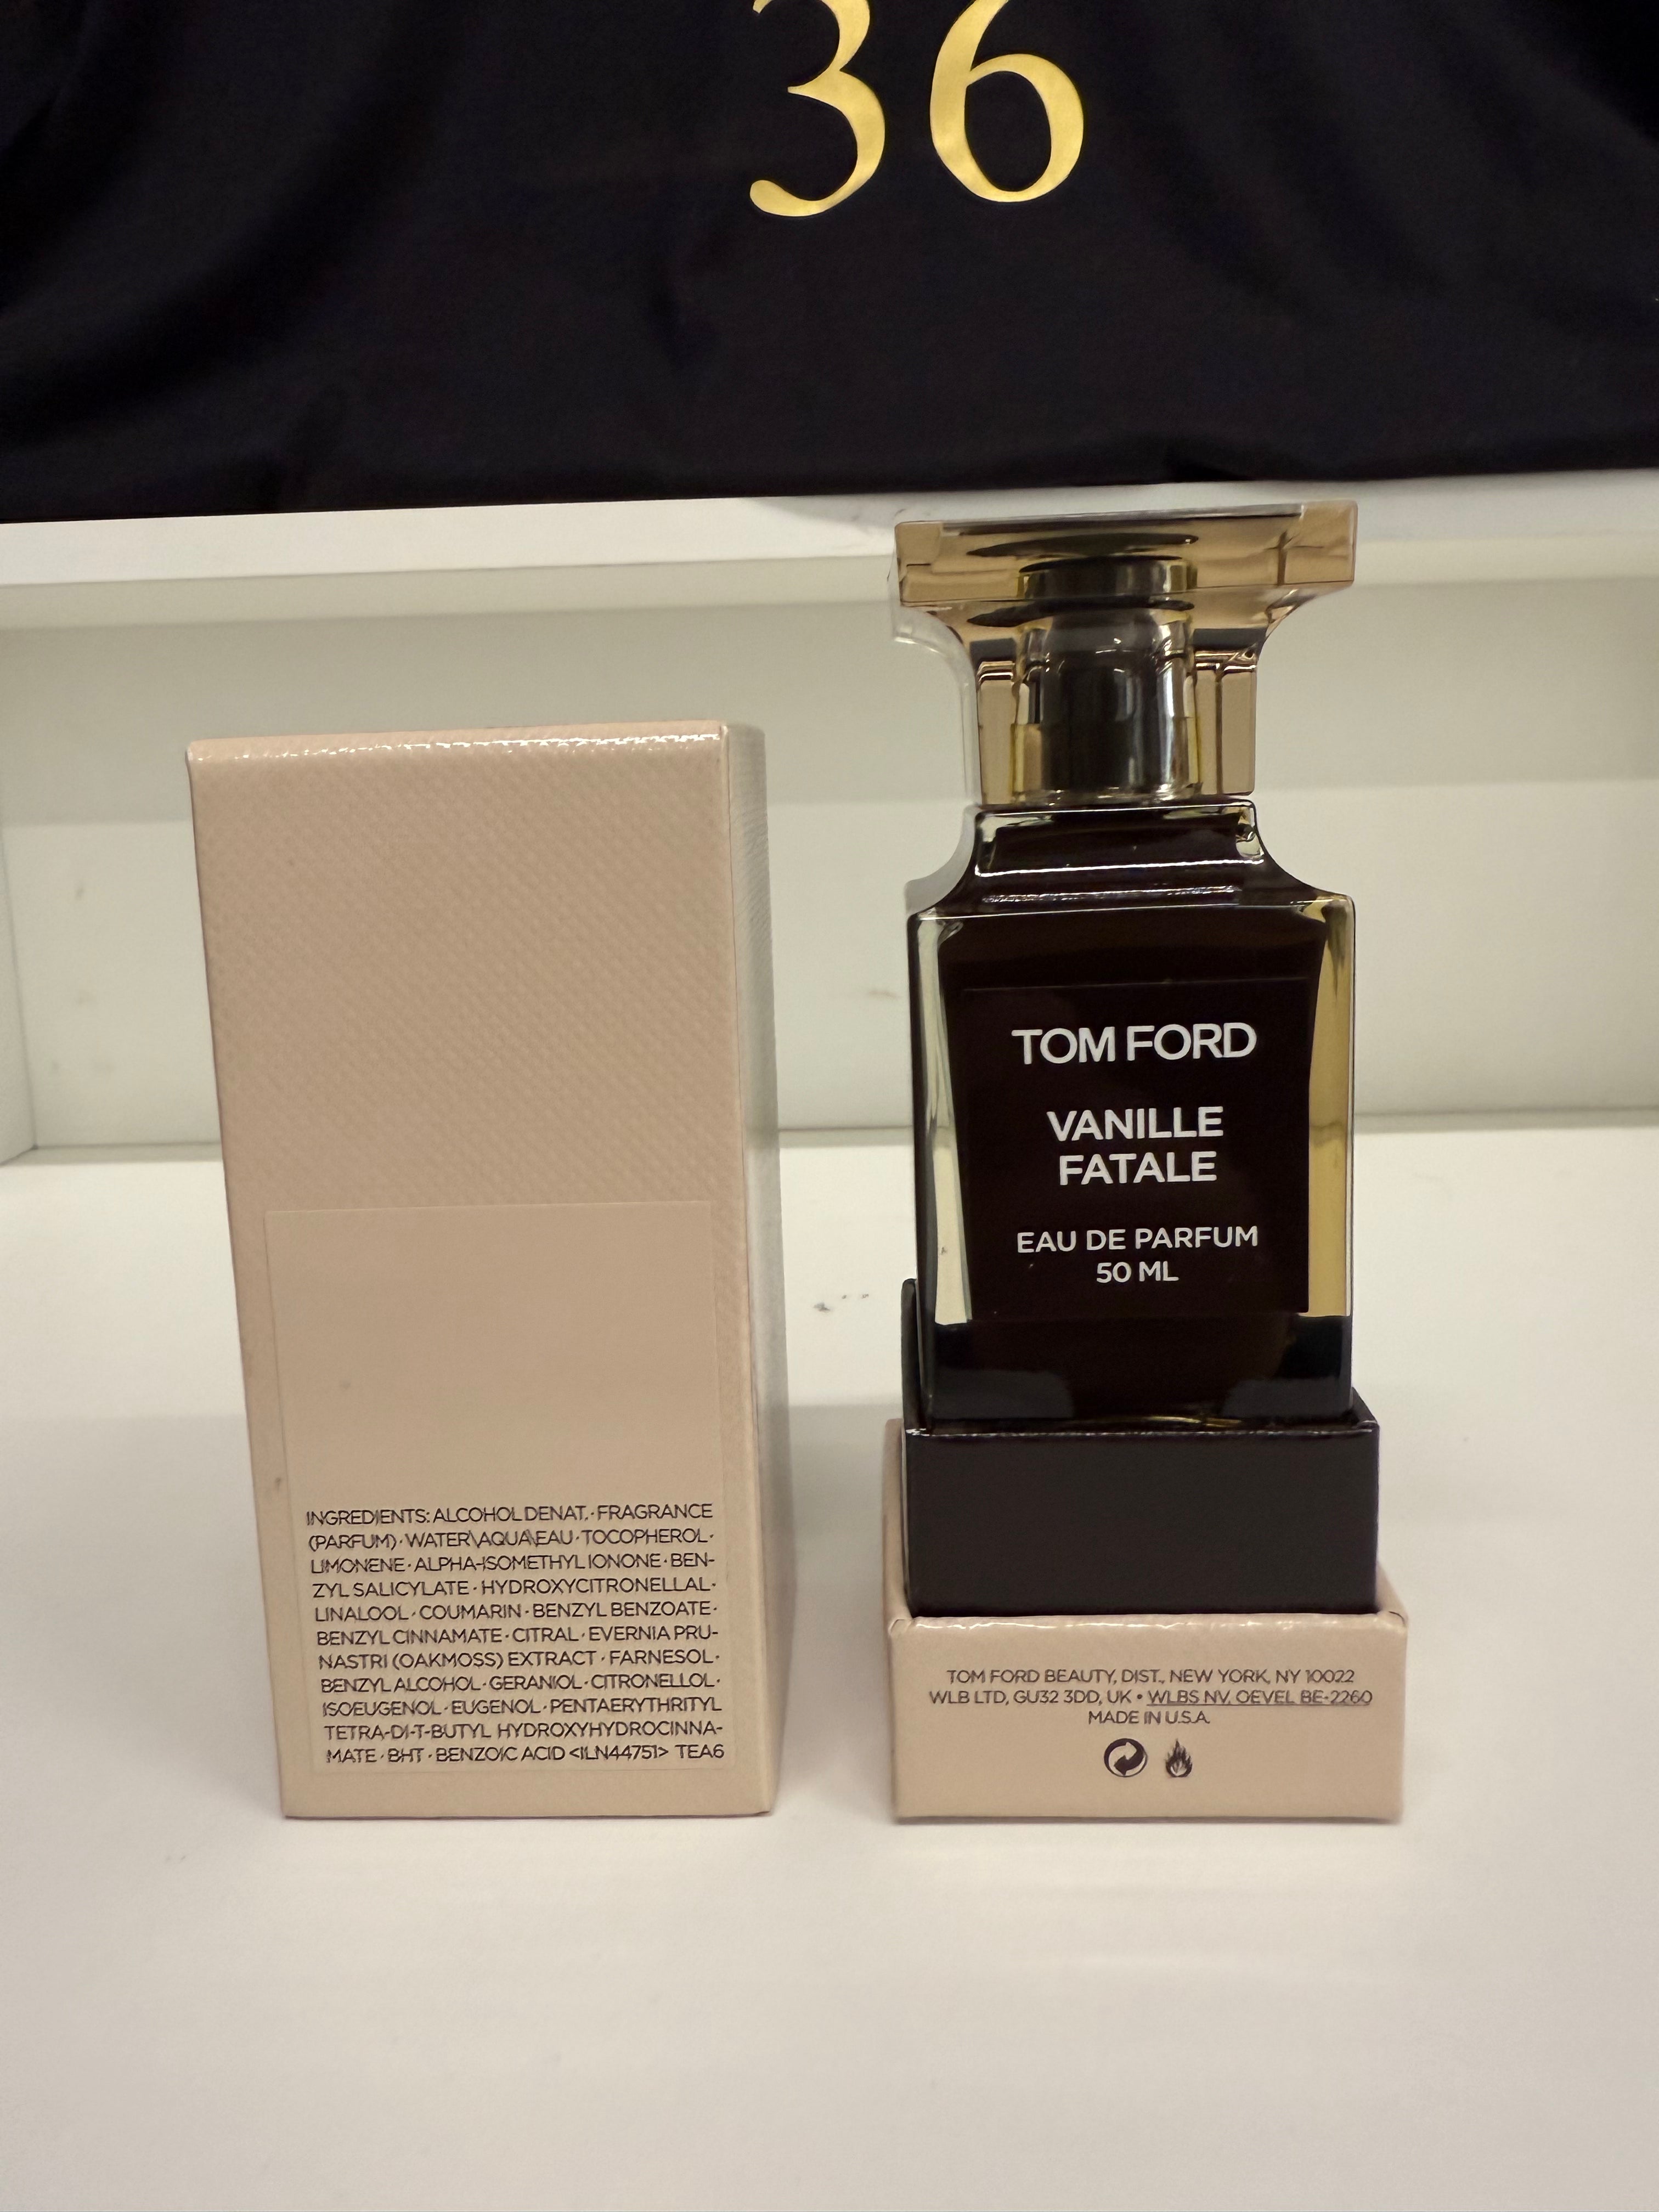 36
INGREDIENTS: ALCOHOL DENAT. · FRAGRANCE
(PARFUM) · WATER\AQUA\EAU · TOCOPHEROL ·
LIMONENE · ALPHA-ISOMETHYL IONONE · BEN-
ZYL SALICYLATE · HYDROXYCITRONELLAL ·
LINALOOL · COUMARIN · BENZYL BENZOATE ·
BENZYL CINNAMATE · CITRAL · EVERNIA PRU-
NASTRI (OAKMOSS) EXTRACT · FARNESOL ·
BENZYL ALCOHOL · GERANIOL · CITRONELLOL ·
ISOEUGENOL · EUGENOL · PENTAERYTHRITYL
TETRA-DI-T-BUTYL HYDROXYHYDROCINNA-
MATE · BHT · BENZOIC ACID <ILN44751> TEA6
TOM FORD
VANILLE
FATALE
EAU DE PARFUM
50 ML
TOM FORD BEAUTY, DIST., NEW YORK, NY 10022
WLB LTD, GU32 3DD, UK • WLBS NV, OEVEL BE-2260
MADE IN U.S.A.